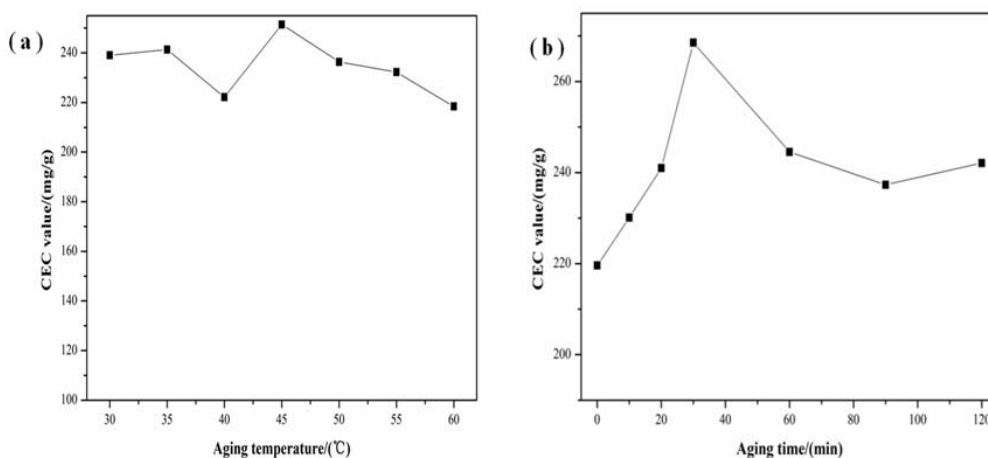 ( a )
240
220
200
180
160
140
120
100
CEC value/(mg/g)
30 35 40 45 50 55 60
Aging temperature/(℃)
( b )
260
240
220
200
CEC value/(mg/g)
0 20 40 60 80 100 120
Aging time/(min)